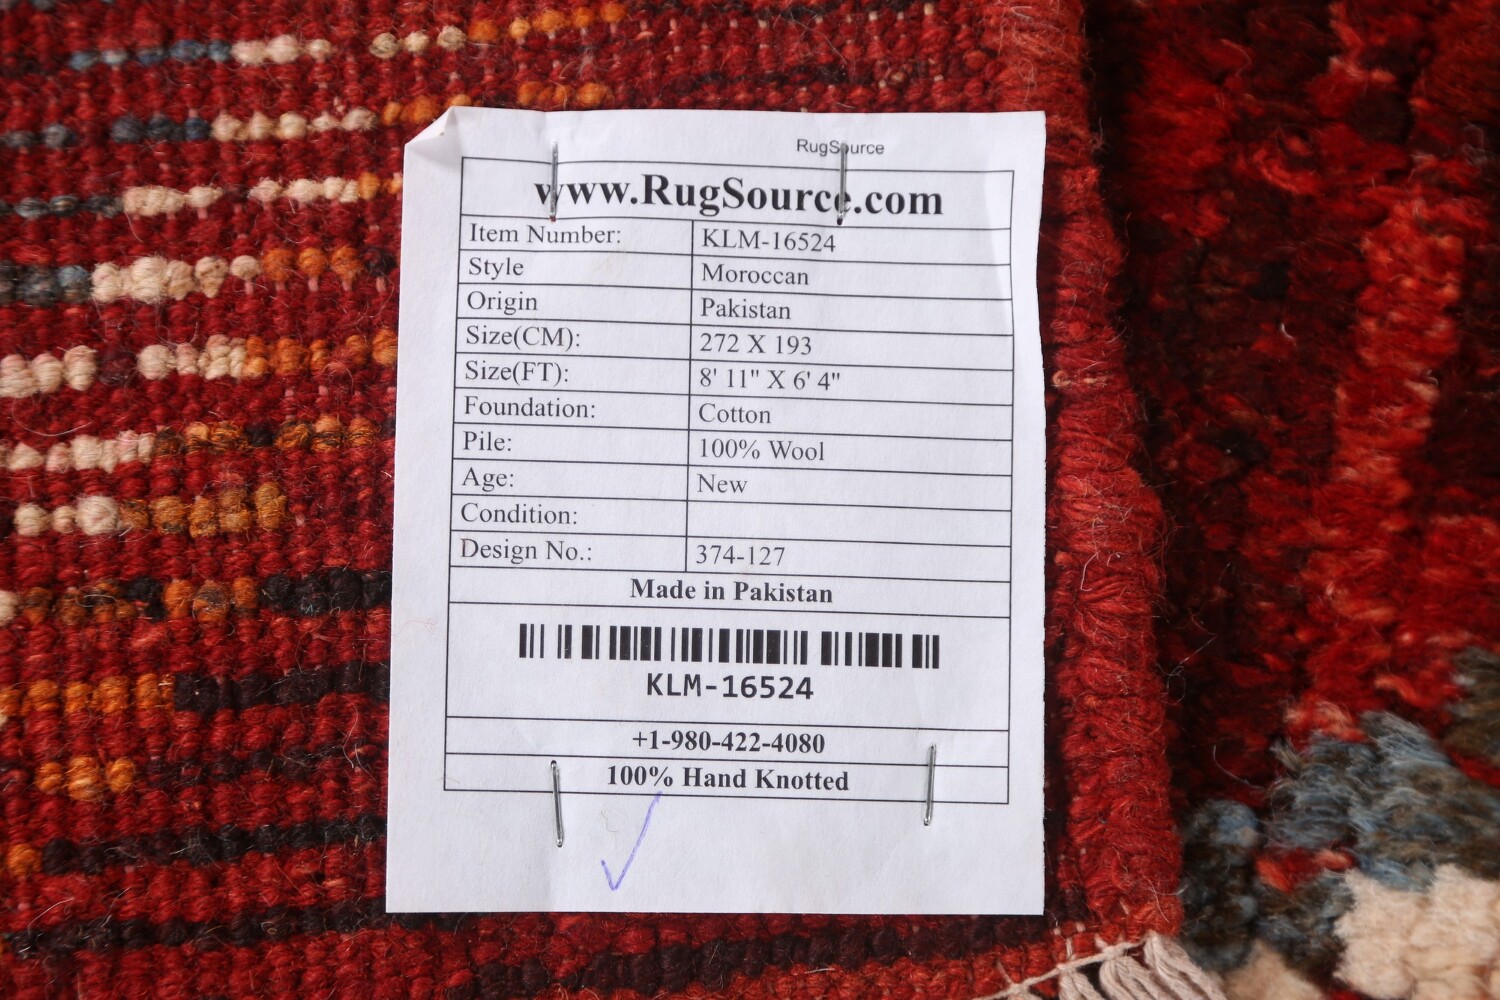 RugSource
www.RugSource.com
Item Number: KLM-16524
Style Moroccan
Origin Pakistan
Size(CM): 272 X 193
Size(FT): 8' 11" X 6' 4"
Foundation: Cotton
Pile: 100% Wool
Age: New
Condition:
Design No.: 374-127
Made in Pakistan
KLM-16524
+1-980-422-4080
100% Hand Knotted